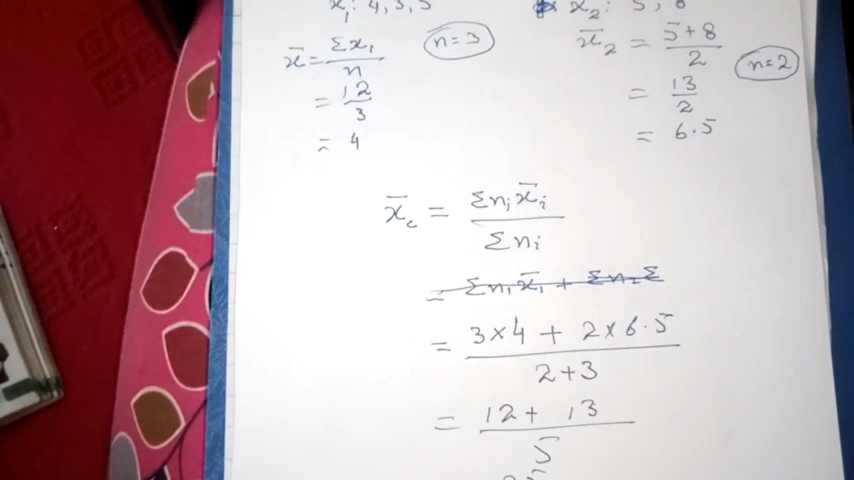 x₁: 4, 3, 5
x₂: 5, 8
x̄ = Σx₁/n
n=3
x̄₂ = 5+8/2
n=2
= 12/3
= 13/2
= 4
= 6.5
x̄c = Σnᵢx̄ᵢ/Σnᵢ
= 3×4 + 2×6.5/2+3
= 12+ 13/5